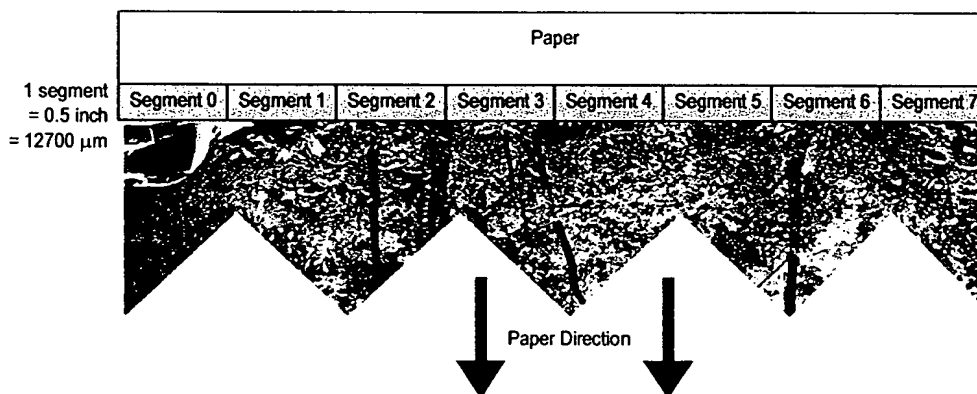 Paper
1 segment
= 0.5 inch
= 12700 µm
Segment 0
Segment 1
Segment 2
Segment 3
Segment 4
Segment 5
Segment 6
Segment 7
Paper Direction